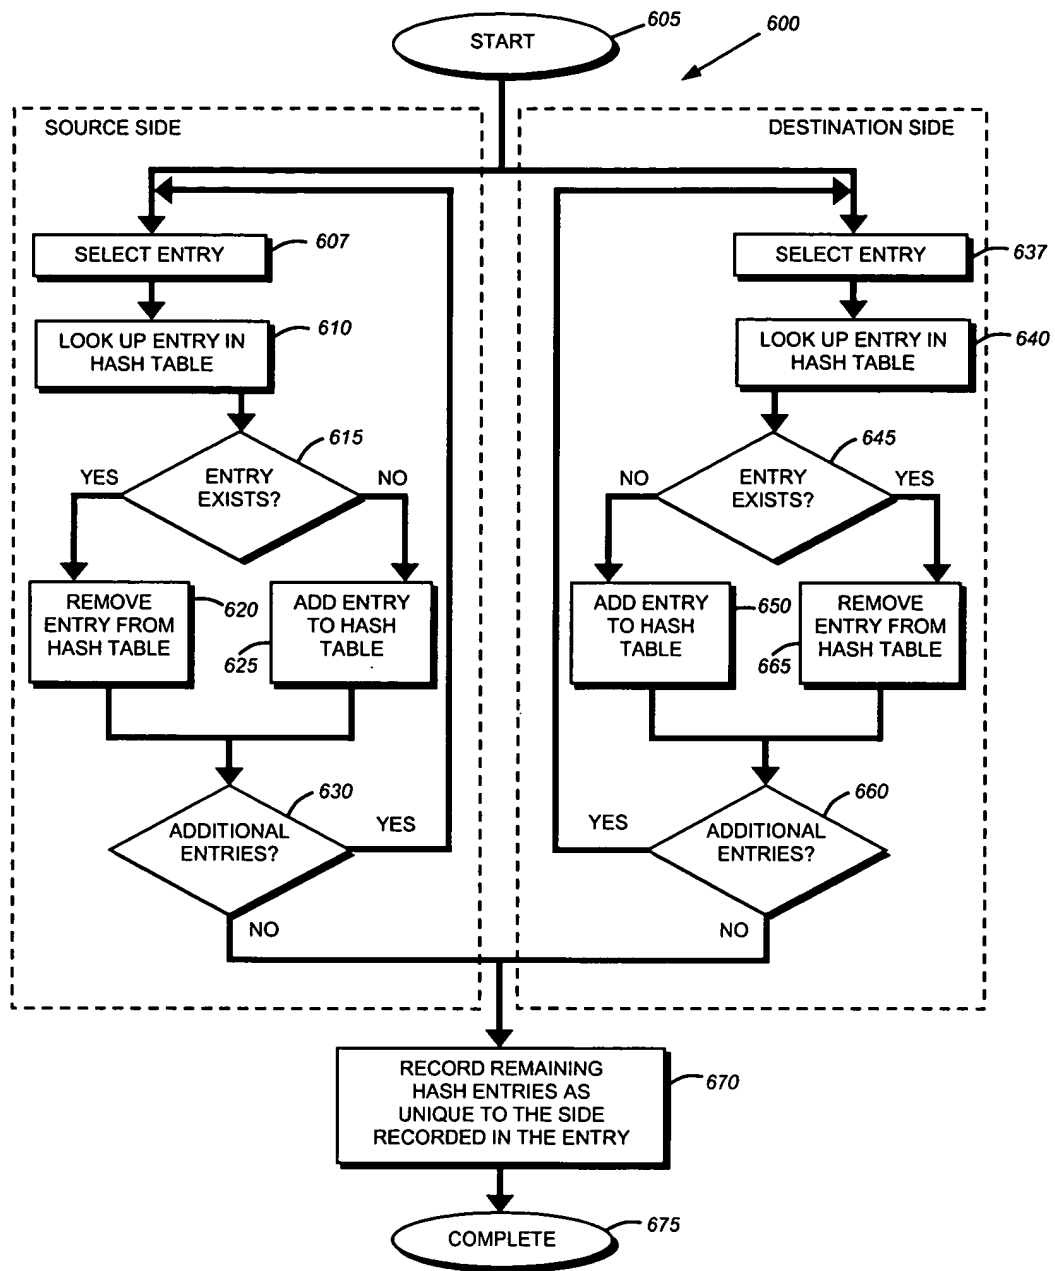 START
605
600
SOURCE SIDE
DESTINATION SIDE
SELECT ENTRY
607
SELECT ENTRY
637
LOOK UP ENTRY IN
HASH TABLE
610
LOOK UP ENTRY IN
HASH TABLE
640
615
YES
ENTRY
EXISTS?
NO
645
NO
ENTRY
EXISTS?
YES
REMOVE
ENTRY FROM
HASH TABLE
620
ADD ENTRY
TO HASH
TABLE
625
ADD ENTRY
TO HASH
TABLE
650
REMOVE
ENTRY FROM
HASH TABLE
665
630
ADDITIONAL
ENTRIES?
YES
NO
660
YES
ADDITIONAL
ENTRIES?
NO
RECORD REMAINING
HASH ENTRIES AS
UNIQUE TO THE SIDE
RECORDED IN THE ENTRY
670
COMPLETE
675